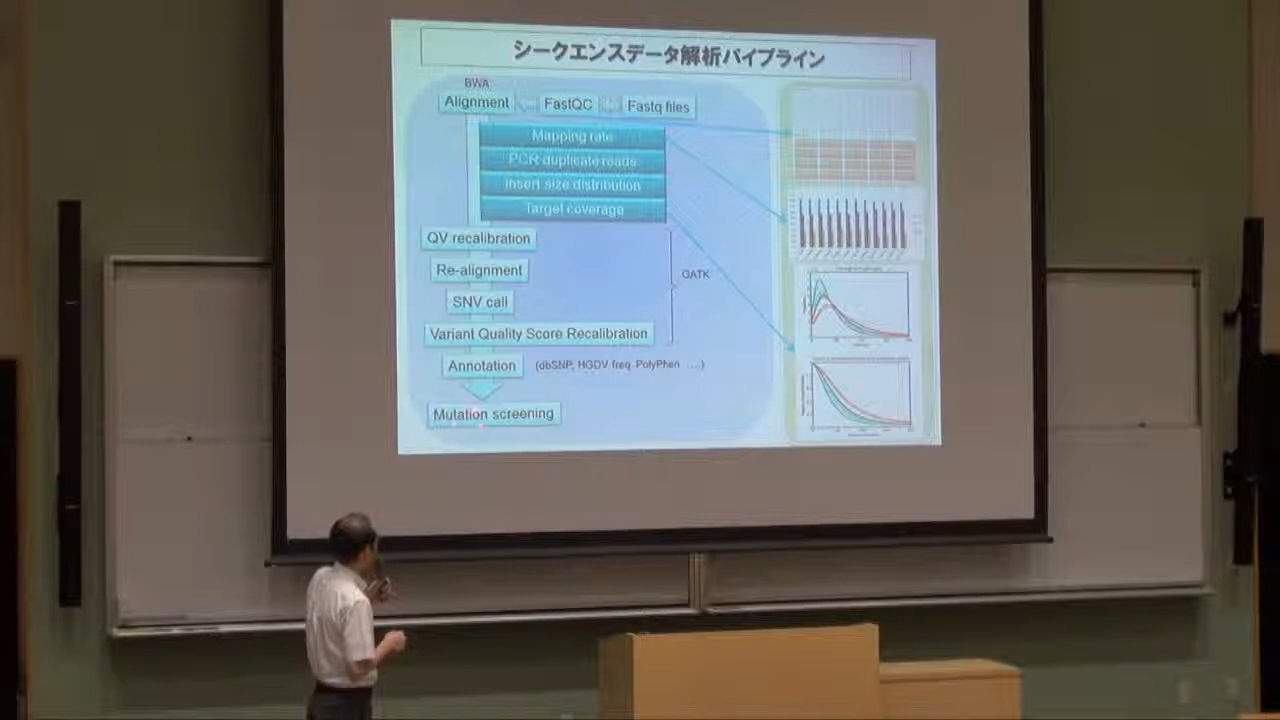 シークエンスデータ解析パイプライン
BWA
Alignment
FastQC
Fastq files
Mapping rate
PCR duplicate reads
Insert size distribution
Target coverage
QV recalibration
Re-alignment
GATK
SNV call
Variant Quality Score Recalibration
Annotation
(dbSNP, HGDV freq PolyPhen ....)
Mutation screening